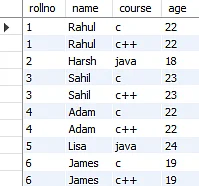 rollno name course age
1 Rahul c 22
1 Rahul c++ 22
2 Harsh java 18
3 Sahil c 23
3 Sahil c++ 23
4 Adam c 22
4 Adam c++ 22
5 Lisa java 24
6 James c 19
6 James c++ 19